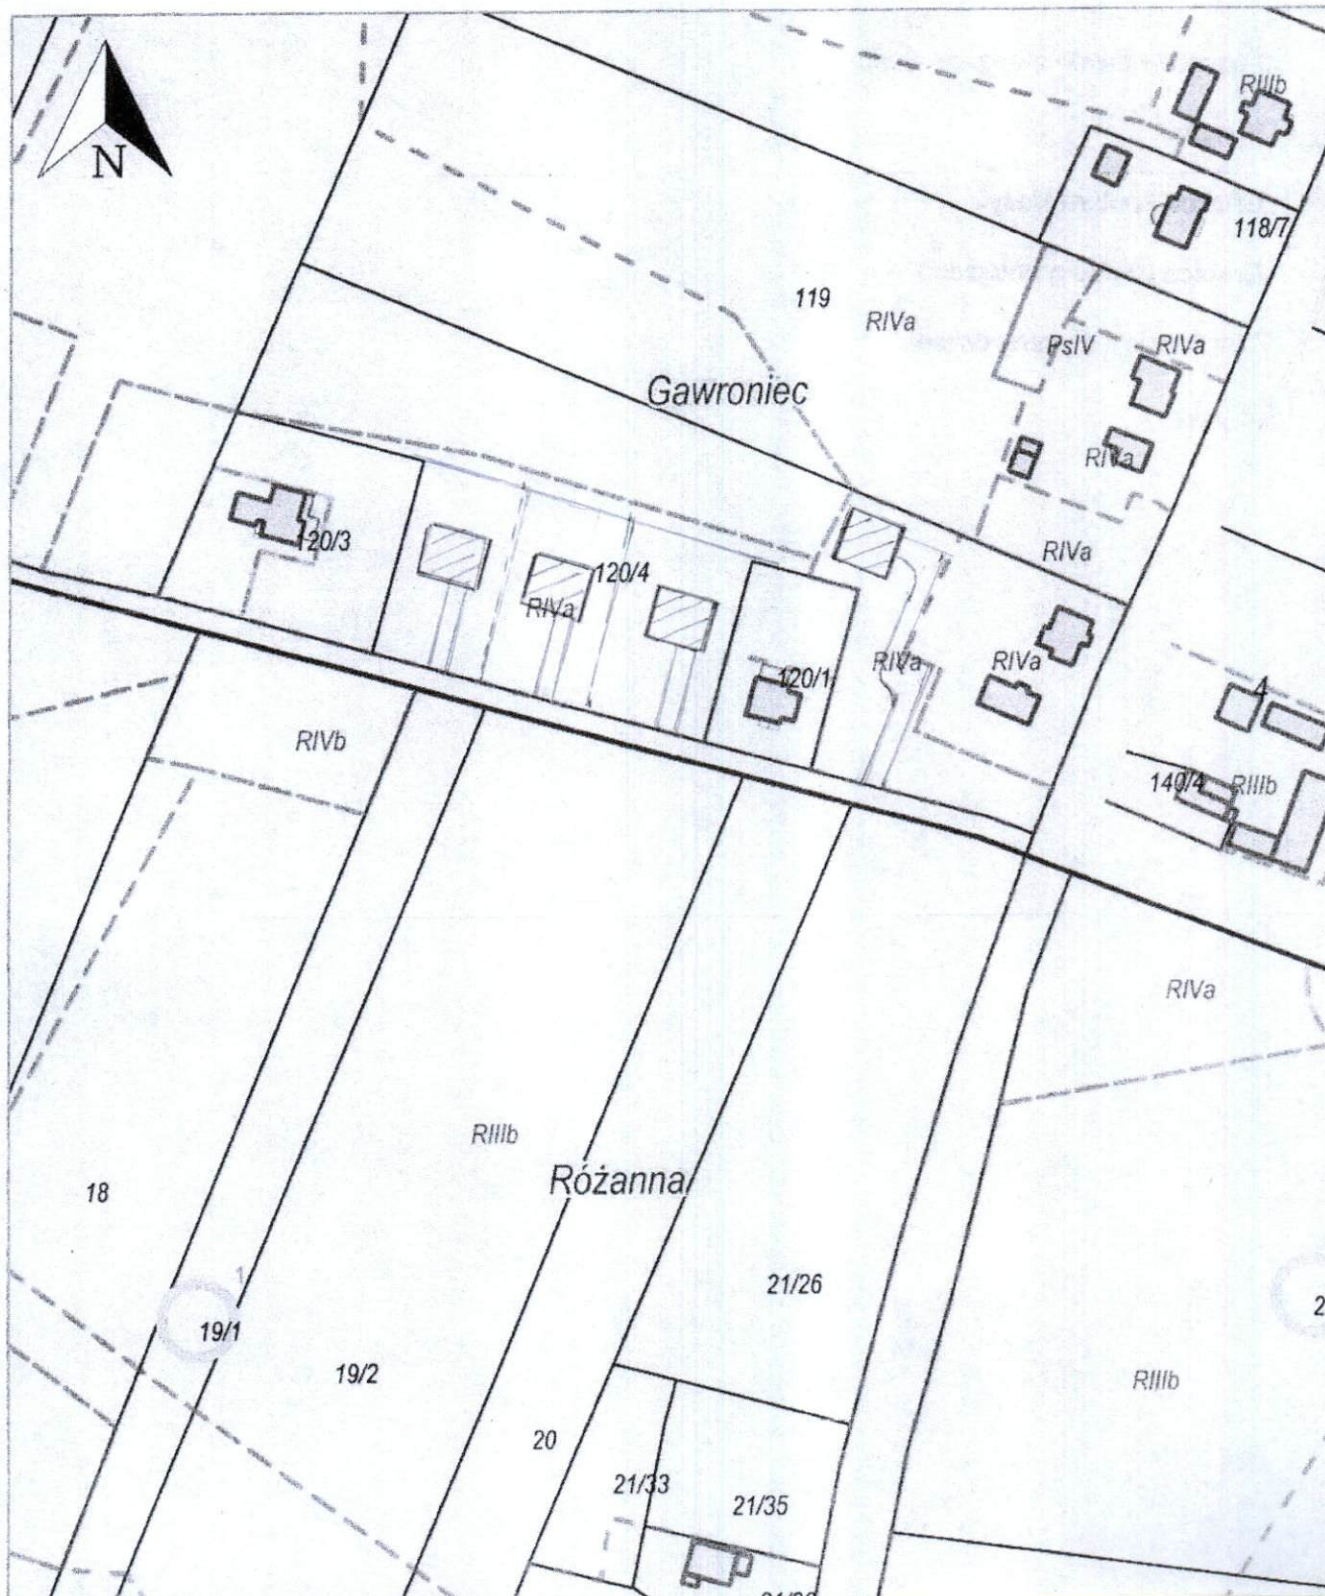 RIIIb
N
118/7
119
RIVa
PsIV
RIVa
Gawroniec
RIVa
120/3
120/4
RIVa
RIVa
120/1
RIVa
RIVa
4
RIVb
140/4
RIIIb
RIVa
RIIIb
Różanna
18
1
21/26
19/1
19/2
RIIIb
20
21/33
21/35